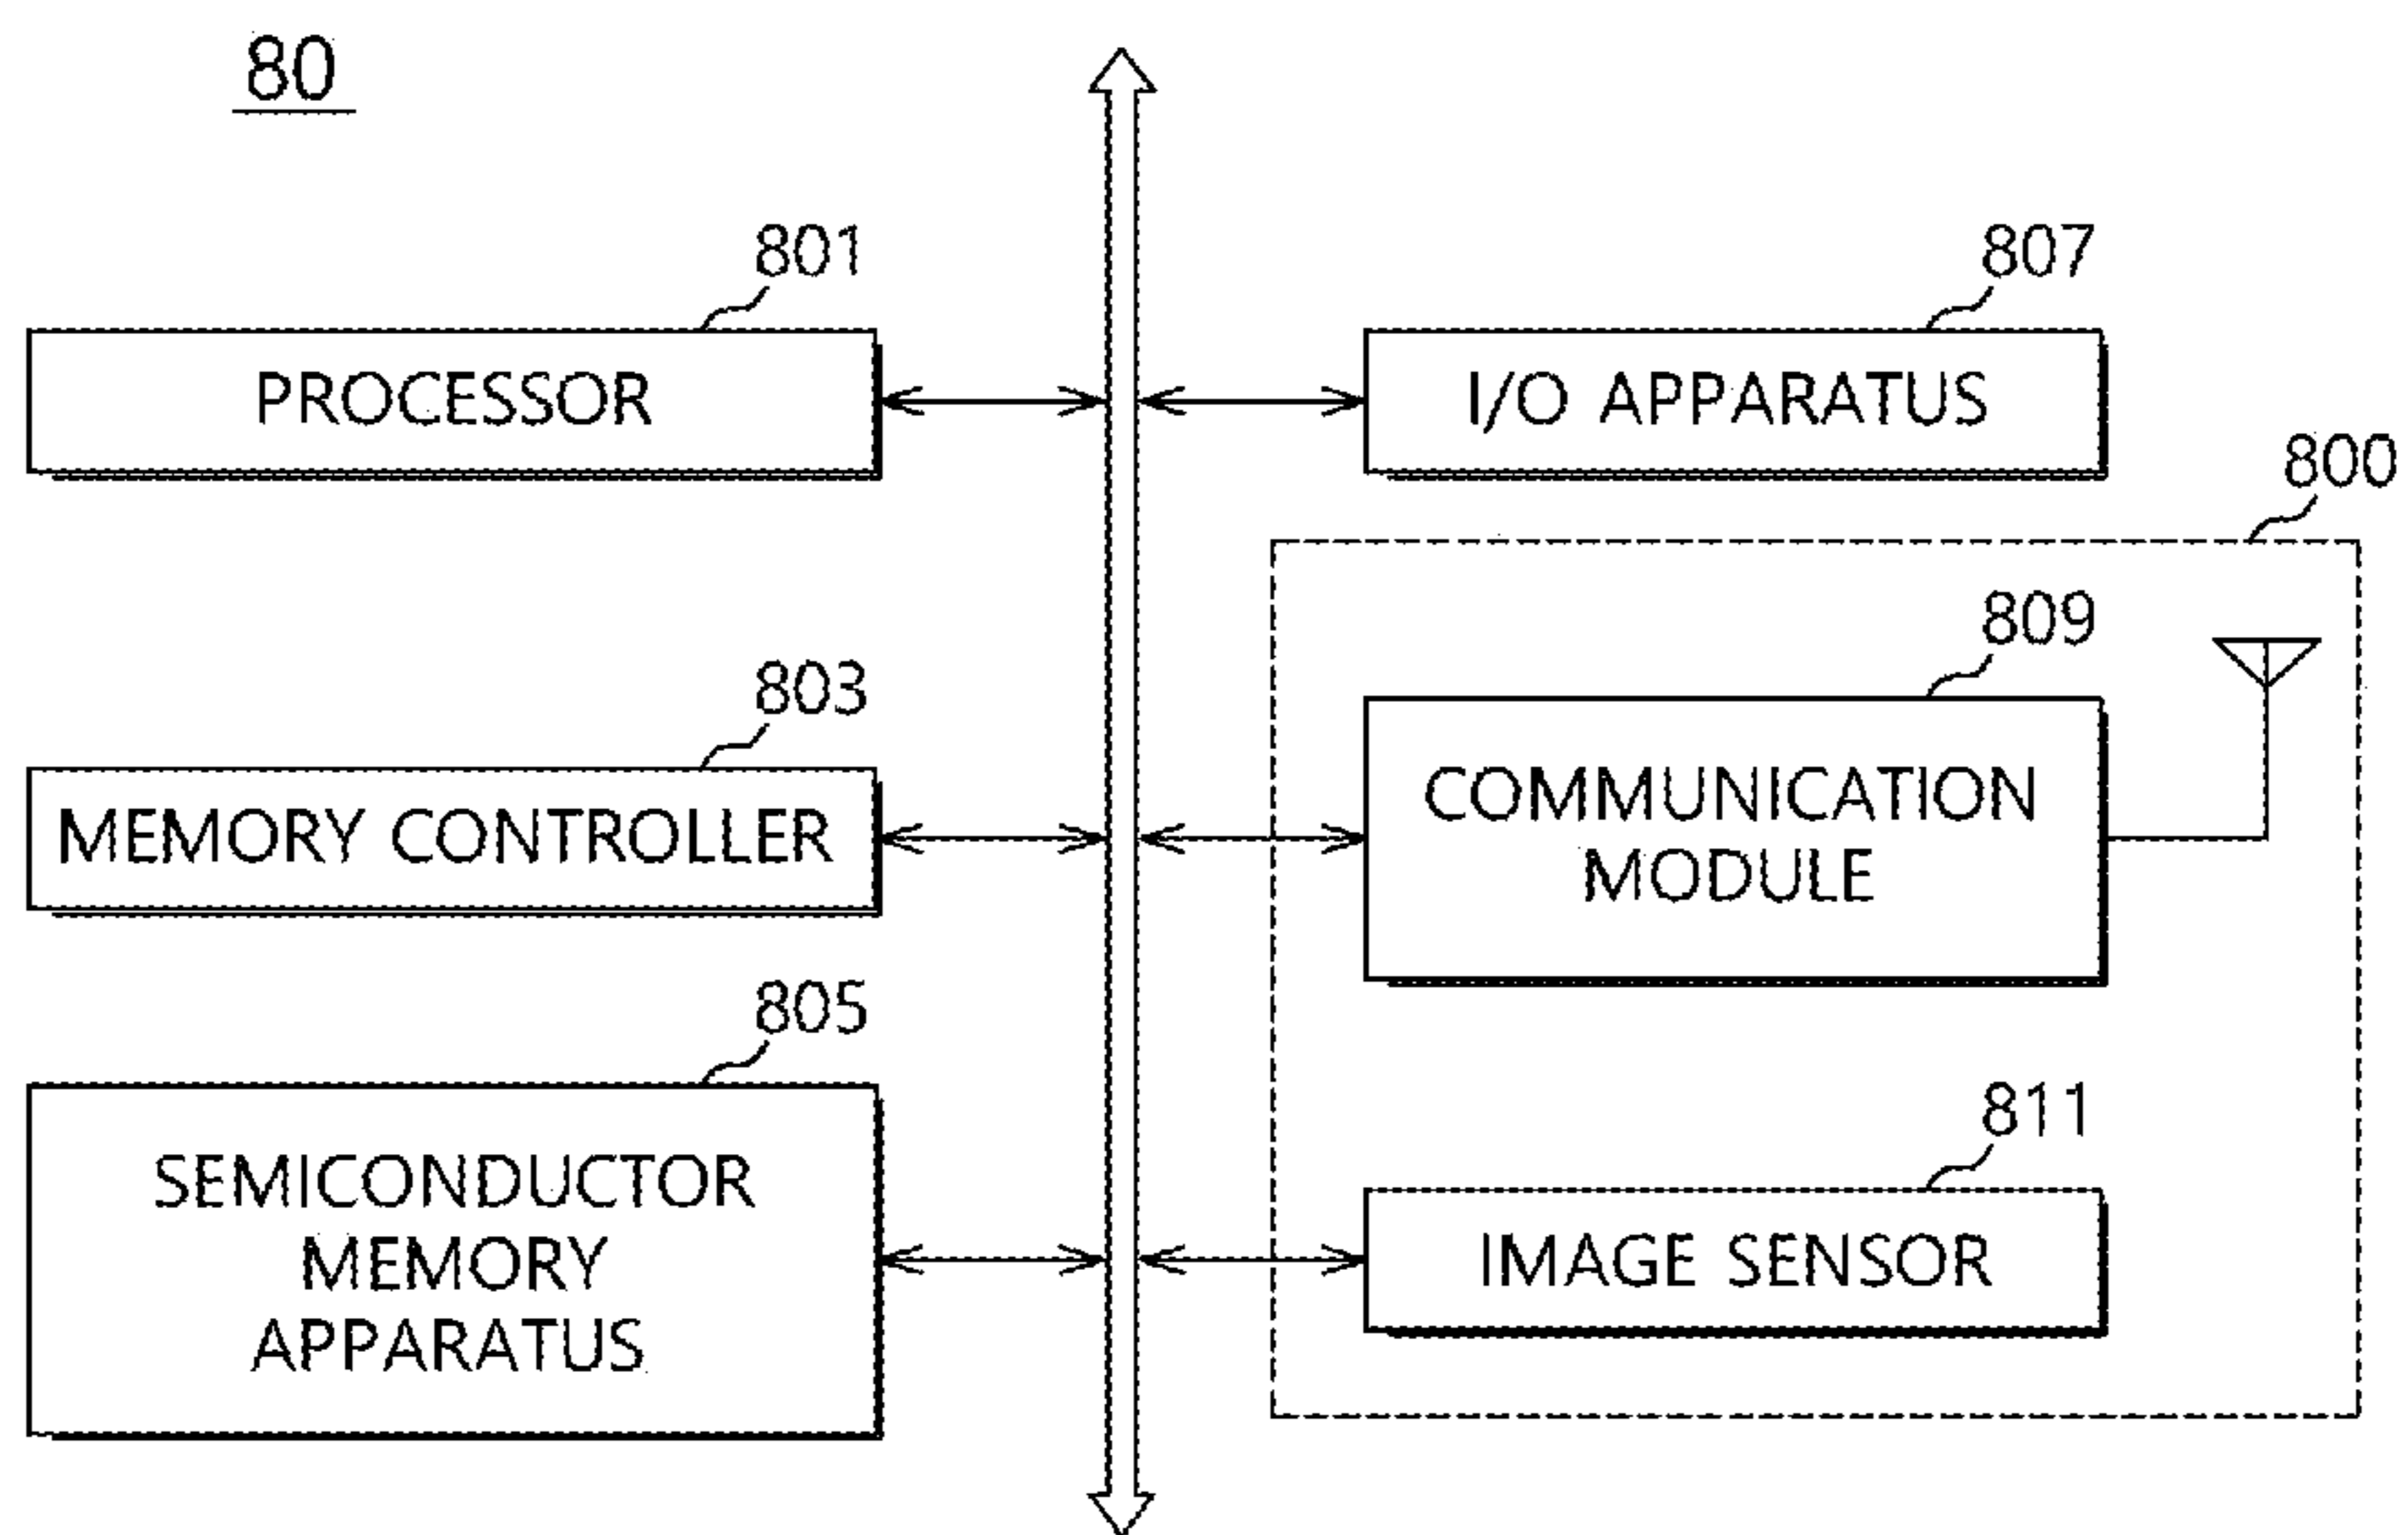 80
801
PROCESSOR
803
MEMORY CONTROLLER
805
SEMICONDUCTOR
MEMORY
APPARATUS
807
I/O APPARATUS
800
809
COMMUNICATION
MODULE
811
IMAGE SENSOR